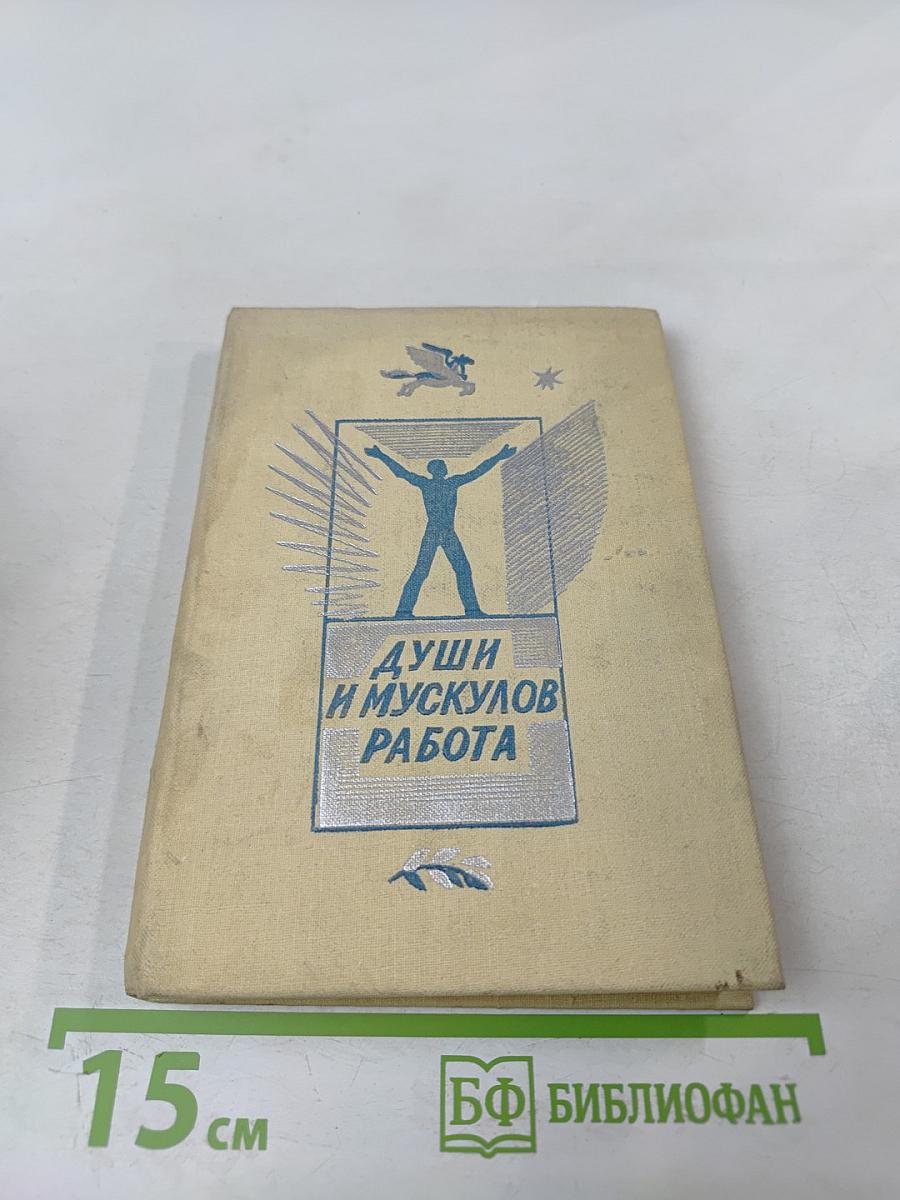 ДУШИ
И МУСКУЛОВ
РАБОТА
15 см
БФ БИБЛИОФАН